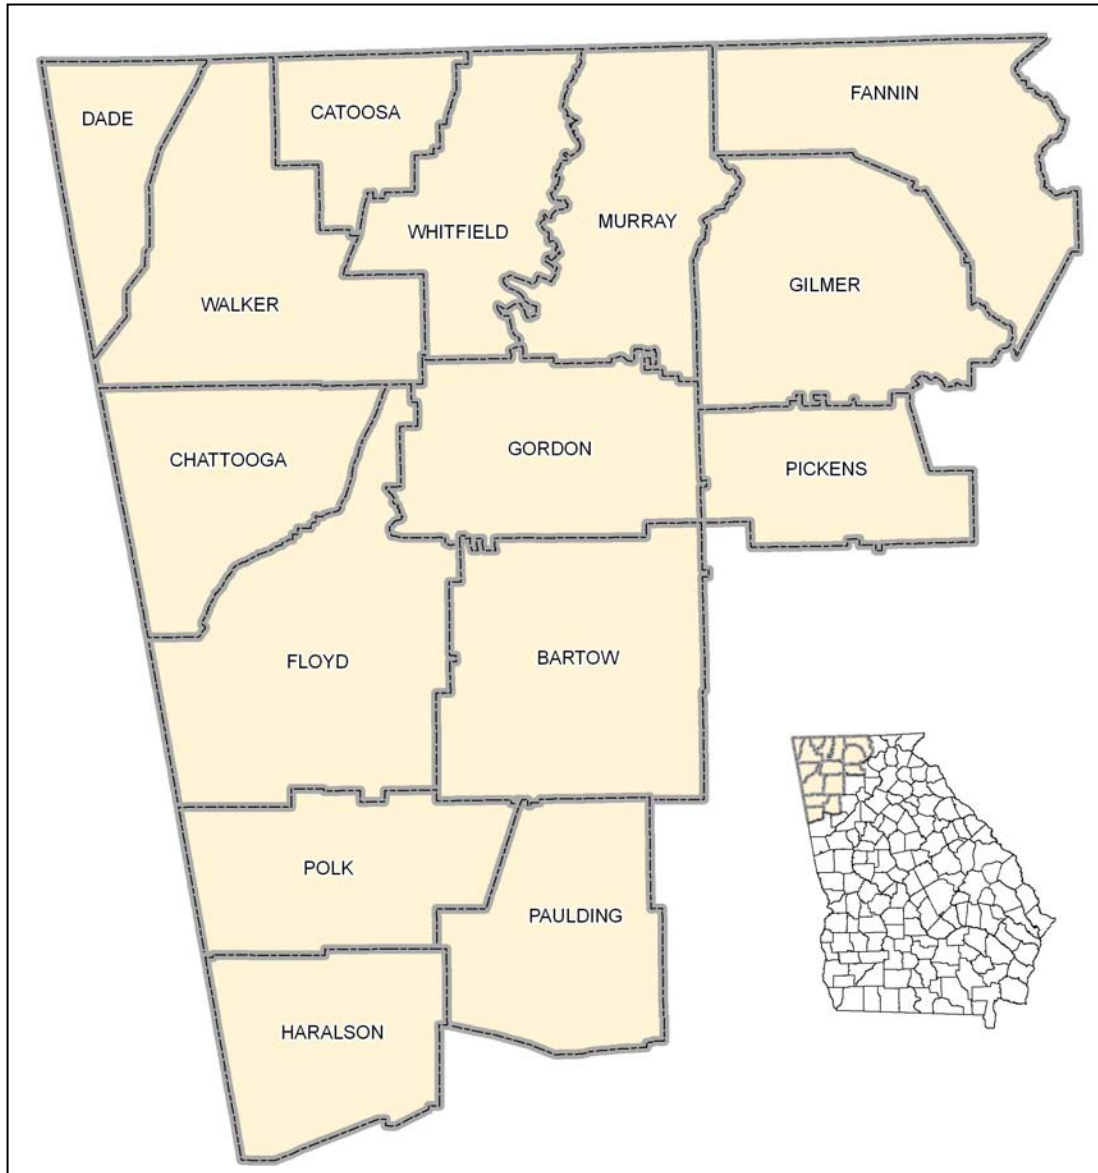 FANNIN
CATOOSA
DADE
MURRAY
WHITFIELD
GILMER
WALKER
GORDON
CHATTOOGA
PICKENS
BARTOW
FLOYD
POLK
PAULDING
HARALSON